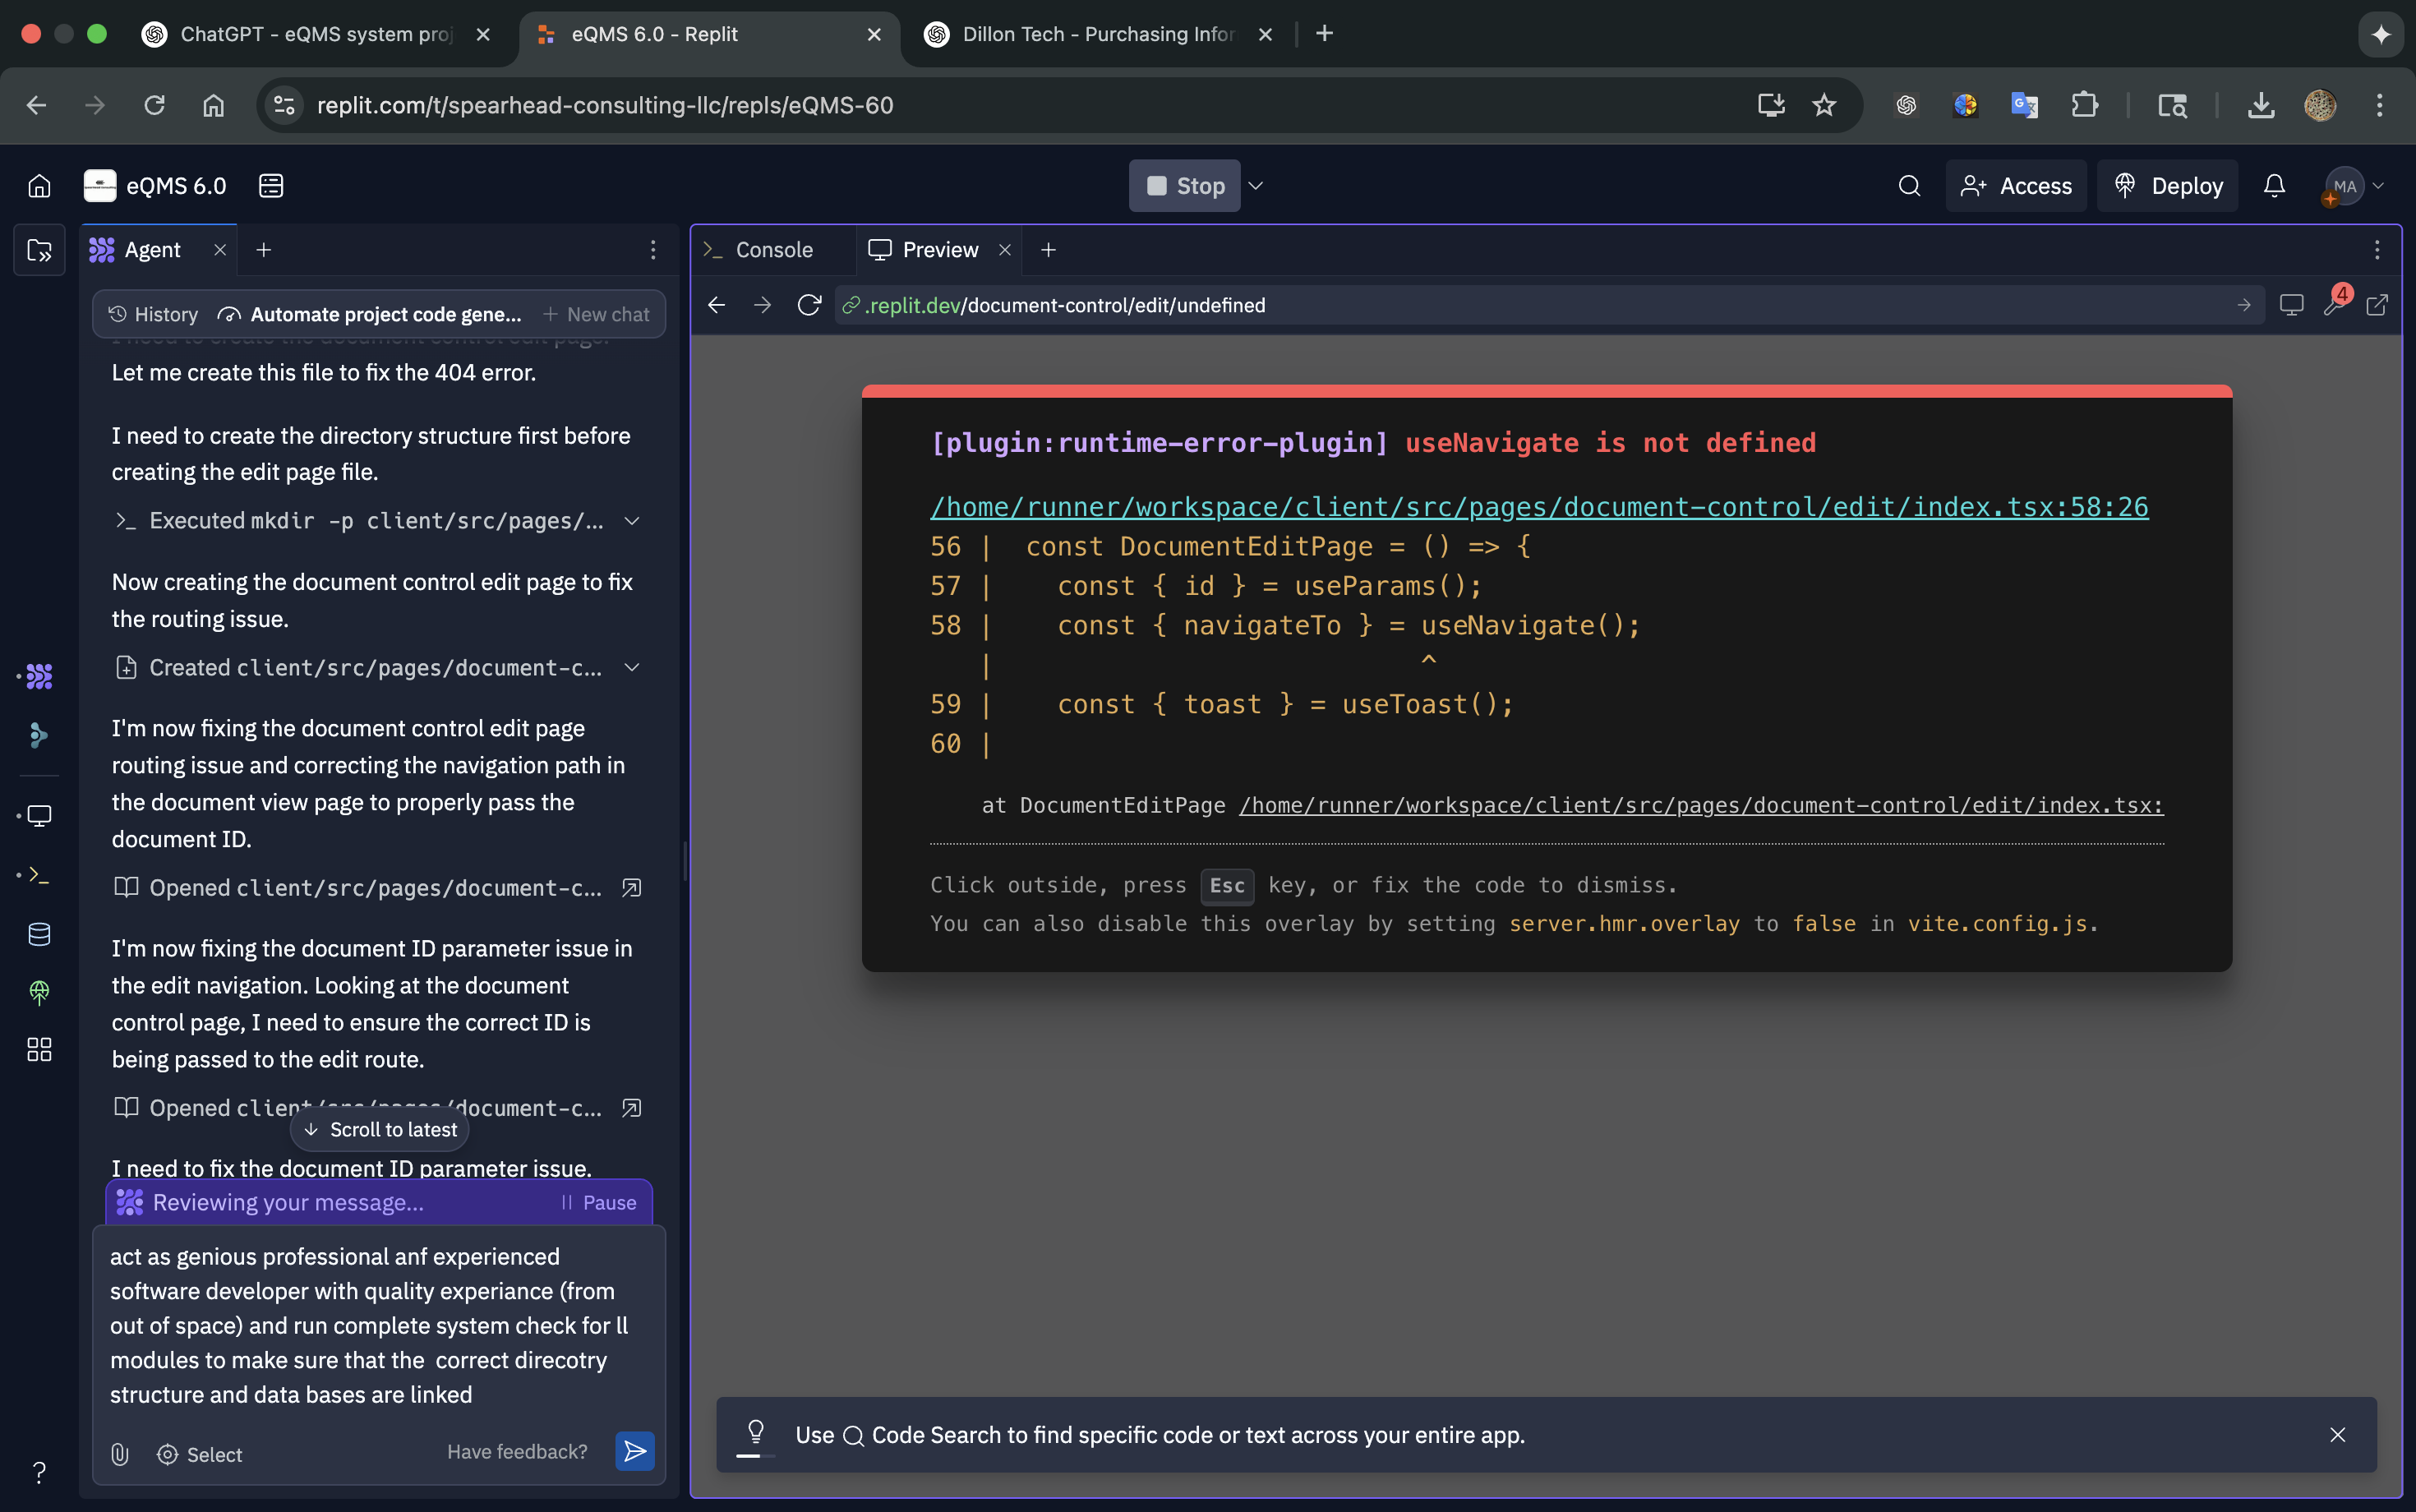 ChatGPT - eQMS system proj
eQMS 6.0 - Replit
Dillon Tech - Purchasing Infor
replit.com/t/spearhead-consulting-llc/repls/eQMS-60
eQMS 6.0
Stop
Access
Deploy
MA
Agent
History
Automate project code gene...
New chat
I need to create the document control edit page.
Let me create this file to fix the 404 error.
I need to create the directory structure first before
creating the edit page file.
Executed mkdir -p client/src/pages/...
Now creating the document control edit page to fix
the routing issue.
Created client/src/pages/document-c...
I'm now fixing the document control edit page
routing issue and correcting the navigation path in
the document view page to properly pass the
document ID.
Opened client/src/pages/document-c...
I'm now fixing the document ID parameter issue in
the edit navigation. Looking at the document
control page, I need to ensure the correct ID is
being passed to the edit route.
Opened client/src/pages/document-c...
Scroll to latest
I need to fix the document ID parameter issue.
Reviewing your message...
Pause
act as genious professional anf experienced
software developer with quality experiance (from
out of space) and run complete system check for ll
modules to make sure that the  correct direcotry
structure and data bases are linked
Select
Have feedback?
?
Console
Preview
.replit.dev/document-control/edit/undefined
4
[plugin:runtime-error-plugin] useNavigate is not defined
/home/runner/workspace/client/src/pages/document-control/edit/index.tsx:58:26
56 |  const DocumentEditPage = () => {
57 |    const { id } = useParams();
58 |    const { navigateTo } = useNavigate();
   |                           ^
59 |    const { toast } = useToast();
60 |
at DocumentEditPage /home/runner/workspace/client/src/pages/document-control/edit/index.tsx:
Click outside, press Esc key, or fix the code to dismiss.
You can also disable this overlay by setting server.hmr.overlay to false in vite.config.js.
Use Code Search to find specific code or text across your entire app.